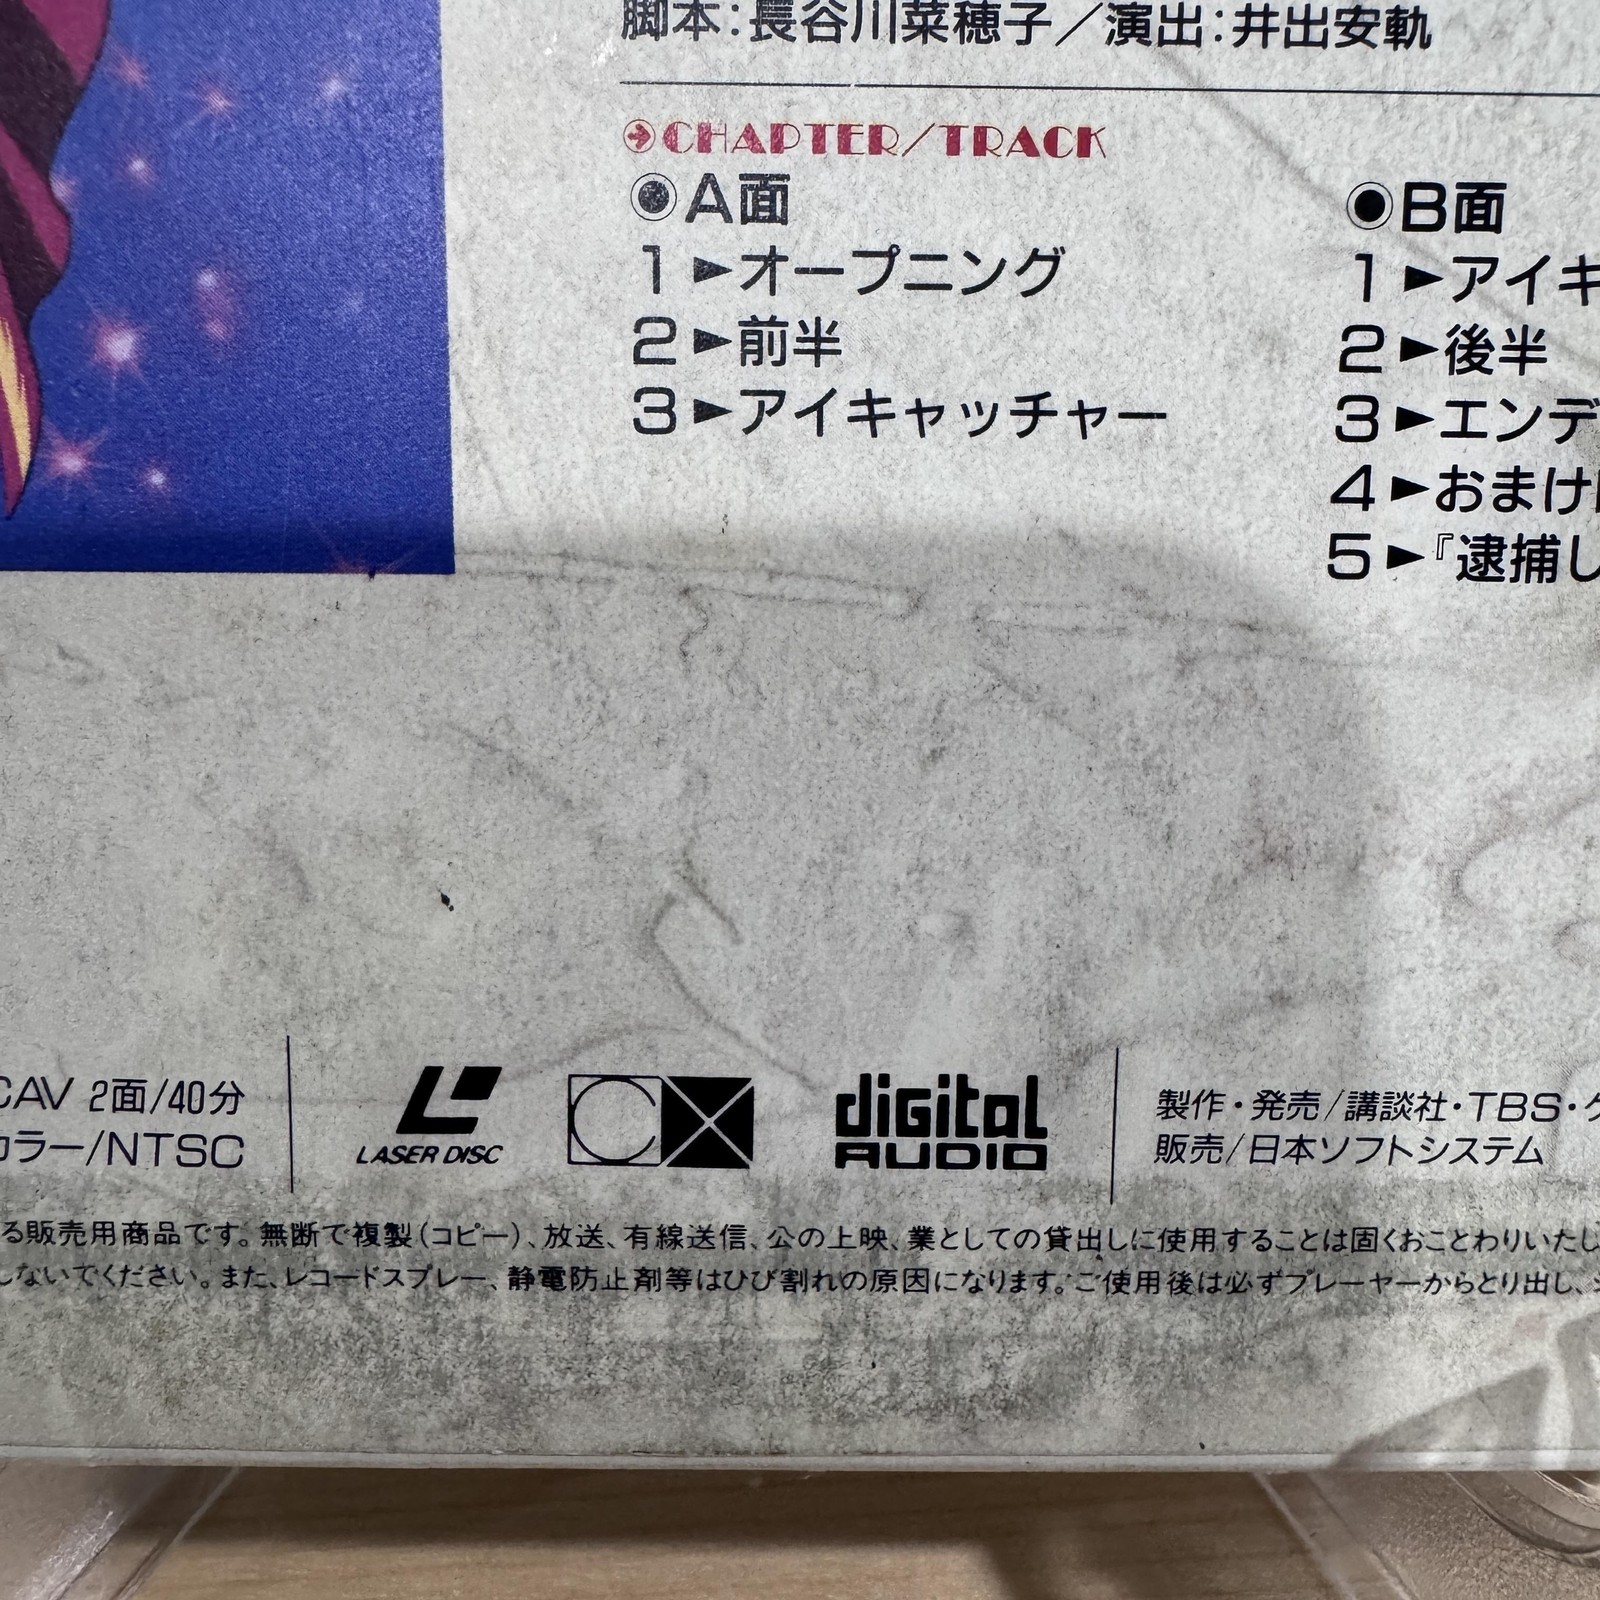 脚本:長谷川菜穂子／演出:井出安軌
CHAPTER/TRACK
●A面
1►オープニング
2►前半
3►アイキャッチャー
●B面
1►アイキ
2►後半
3►エンデ
4►おまけ
5►『逮捕し
CAV 2面/40分
カラー/NTSC
LASER DISC
CX
digital AUDIO
製作・発売/講談社・TBS・
販売/日本ソフトシステム
る販売用商品です。無断で複製(コピー)、放送、有線送信、公の上映、業としての貸出しに使用することは固くおことわりいたし
しないでください。また、レコードスプレー、静電防止剤等はひび割れの原因になります。ご使用後は必ずプレーヤーからとり出し、